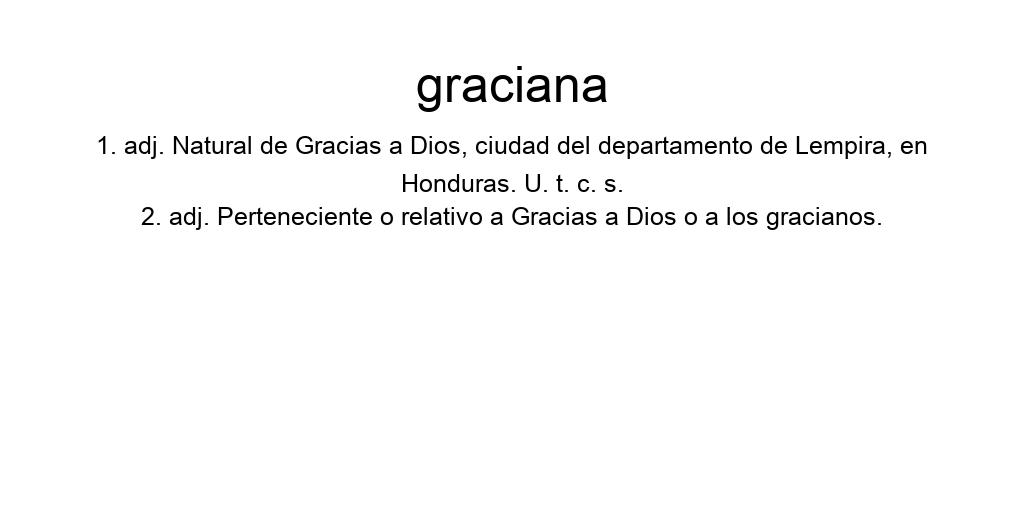 graciana
1. adj. Natural de Gracias a Dios, ciudad del departamento de Lempira, en
Honduras. U. t. c. s.
2. adj. Perteneciente o relativo a Gracias a Dios o a los gracianos.